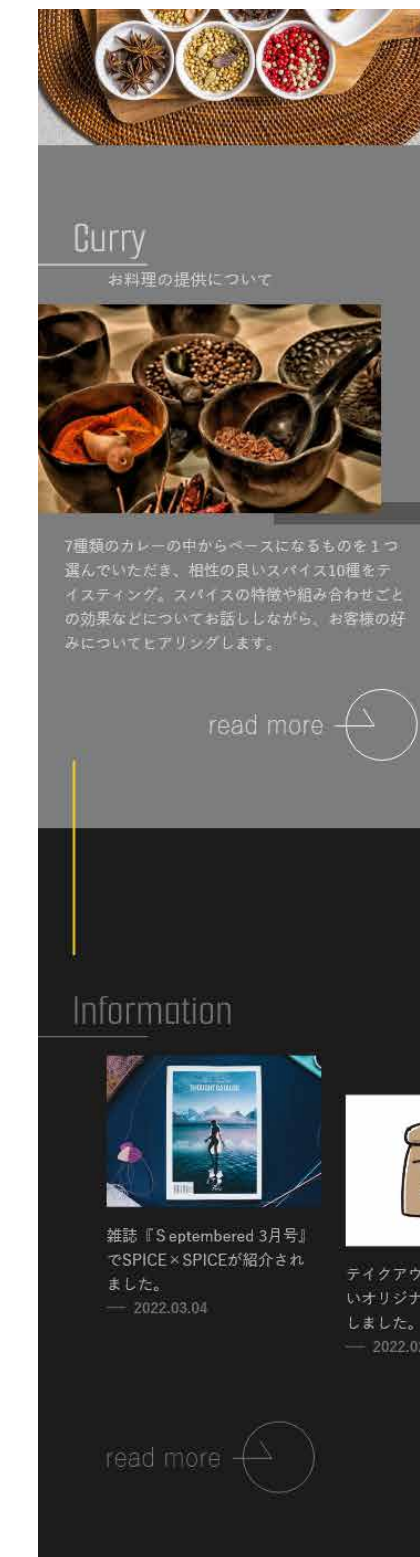 Curry
お料理の提供について
7種類のカレーの中からベースになるものを１つ
選んでいただき、相性の良いスパイス10種をテ
イスティング。スパイスの特徴や組み合わせごと
の効果などについてお話ししながら、お客様の好
みについてヒアリングします。
read more
Information
雑誌『Ｓeptembered 3月号』
でSPICE×SPICEが紹介され
ました。
2022.03.04
テイクアウ
いオリジナ
しました。
2022.0
read more